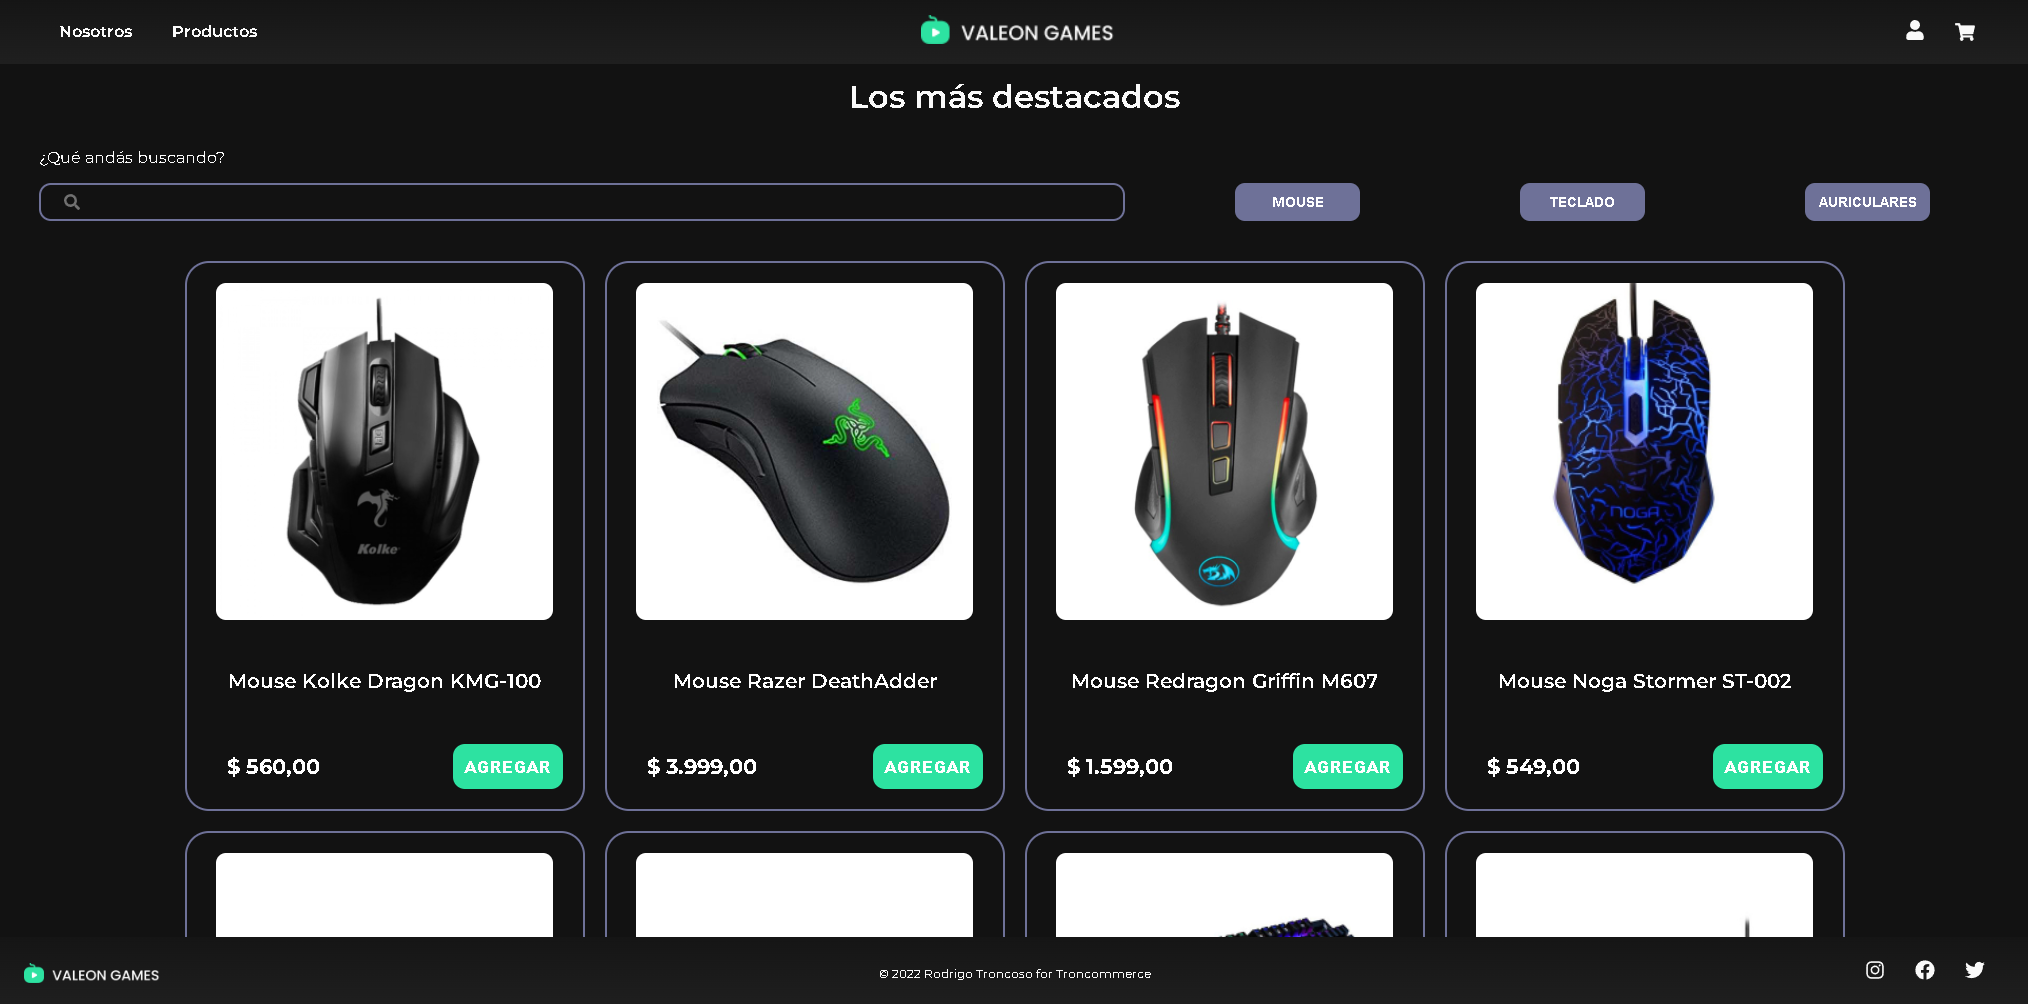 Nosotros
Productos
VALEON GAMES
Los más destacados
¿Qué andás buscando?
MOUSE
TECLADO
AURICULARES
Kolke
NOGA
Mouse Kolke Dragon KMG-100
Mouse Razer DeathAdder
Mouse Redragon Griffin M607
Mouse Noga Stormer ST-002
$ 560,00
AGREGAR
$ 3.999,00
AGREGAR
$ 1.599,00
AGREGAR
$ 549,00
AGREGAR
VALEON GAMES
© 2022 Rodrigo Troncoso for Troncommerce